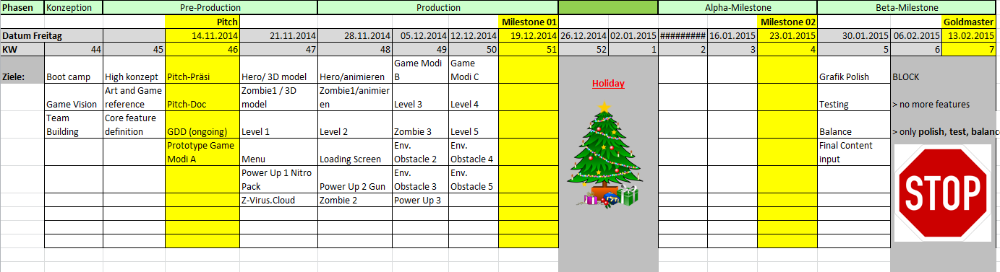 Phasen Konzeption Pre-Production Production Alpha-Milestone Beta-Milestone
Pitch Milestone 01 Milestone 02 Goldmaster
Datum Freitag 14.11.2014 21.11.2014 28.11.2014 05.12.2014 12.12.2014 19.12.2014 26.12.2014 02.01.2015 ######### 16.01.2015 23.01.2015 30.01.2015 06.02.2015 13.02.2015
KW 44 45 46 47 48 49 50 51 52 1 2 3 4 5 6 7
Game Modi Game
Ziele: Boot camp High konzept Pitch-Präsi Hero/ 3D model Hero/animieren B Modi C Grafik Polish BLOCK
Holiday
Art and Game Zombie1 / 3D Zombie1/animier
Game Vision reference Pitch-Doc model en Level 3 Level 4 Testing > no more features
Team Core feature
Building definition GDD (ongoing) Level 1 Level 2 Zombie 3 Level 5 Balance > only polish, test, balanc
Prototype Game Env. Env. Final Content
Modi A Menu Loading Screen Obstacle 2 Obstacle 4 input
Power Up 1 Nitro Env. Env.
Pack Power Up 2 Gun Obstacle 3 Obstacle 5
Z-Virus.Cloud Zombie 2 Power Up 3
STOP